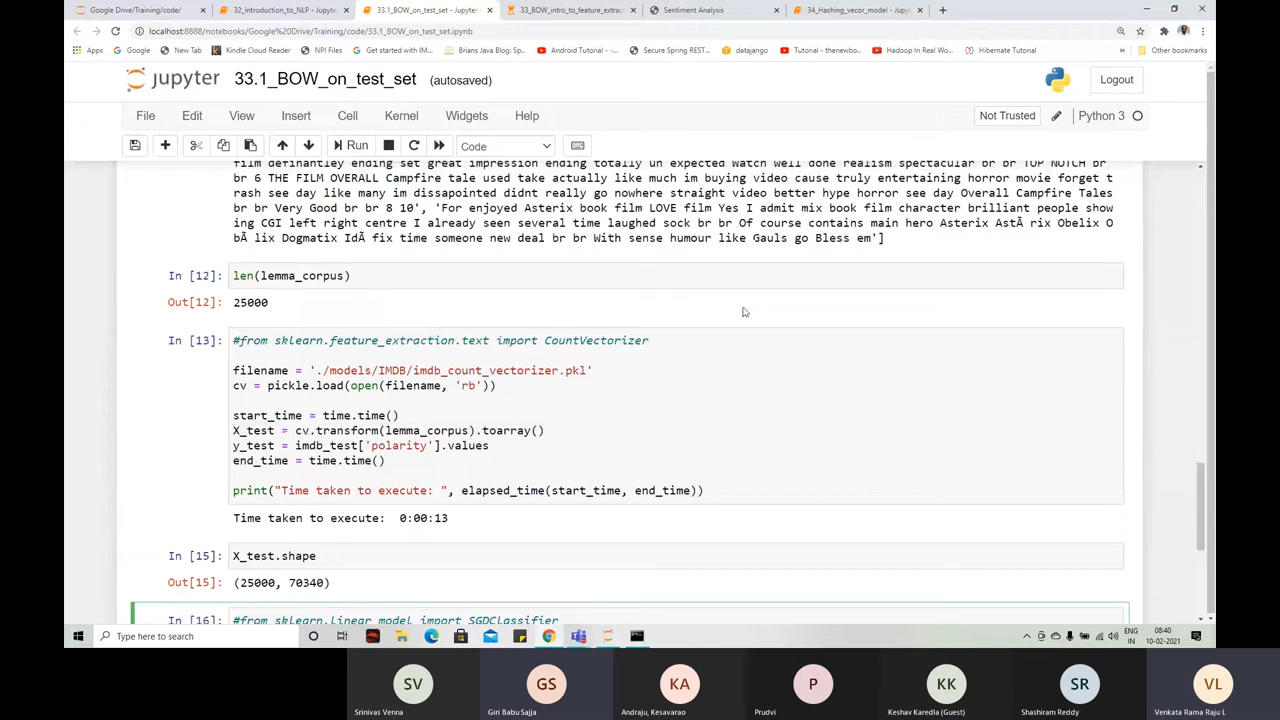 Google Drive/Training/code/
32_introduction_to_NLP - Jupyter
33.1_BOW_on_test_set - Jupyter N
33_BOW_intro_to_feature_extrac
Sentiment Analysis
34_Hashing_vecor_model - Jupyte
localhost:8888/notebooks/Google%20Drive/Training/code/33.1_BOW_on_test_set.ipynb
Apps Google New Tab Kindle Cloud Reader NPI Files Get started with IM... Brians Java Blog: Sp... Android Tutorial -... Secure Spring REST... datajango Tutorial - thenewbo... Hadoop In Real Wo... Hibernate Tutorial Other bookmarks
jupyter 33.1_BOW_on_test_set (autosaved) Logout
File Edit View Insert Cell Kernel Widgets Help Not Trusted Python 3
Run Code
film definantley ending set great impression ending totally un expected Watch Well done realism spectacular br br TOP NOTCH br
br 6 THE FILM OVERALL Campfire tale used take actually like much im buying video cause truly entertaining horror movie forget t
rash see day like many im dissapointed didnt really go nowhere straight video better hype horror see day Overall Campfire Tales
br br Very Good br br 8 10', 'For enjoyed Asterix book film LOVE film Yes I admit mix book film character brilliant people show
ing CGI left right centre I already seen several time laughed sock br br Of course contains main hero Asterix AstÃ rix Obelix O
bÃ lix Dogmatix IdÃ fix time someone new deal br br With sense humour like Gauls go Bless em']
In [12]: len(lemma_corpus)
Out[12]: 25000
In [13]: #from sklearn.feature_extraction.text import CountVectorizer
filename = './models/IMDB/imdb_count_vectorizer.pkl'
cv = pickle.load(open(filename, 'rb'))
start_time = time.time()
X_test = cv.transform(lemma_corpus).toarray()
y_test = imdb_test['polarity'].values
end_time = time.time()
print("Time taken to execute: ", elapsed_time(start_time, end_time))
Time taken to execute:  0:00:13
In [15]: X_test.shape
Out[15]: (25000, 70340)
In [16]: #from sklearn.linear_model import SGDClassifier
Type here to search
ENG
IN
08:40
10-02-2021
SV GS KA P KK SR VL
Srinivas Venna Giri Babu Sajja Andraju, Kesavarao Prudvi Keshav Karedla (Guest) Shashiram Reddy Venkata Rama Raju L